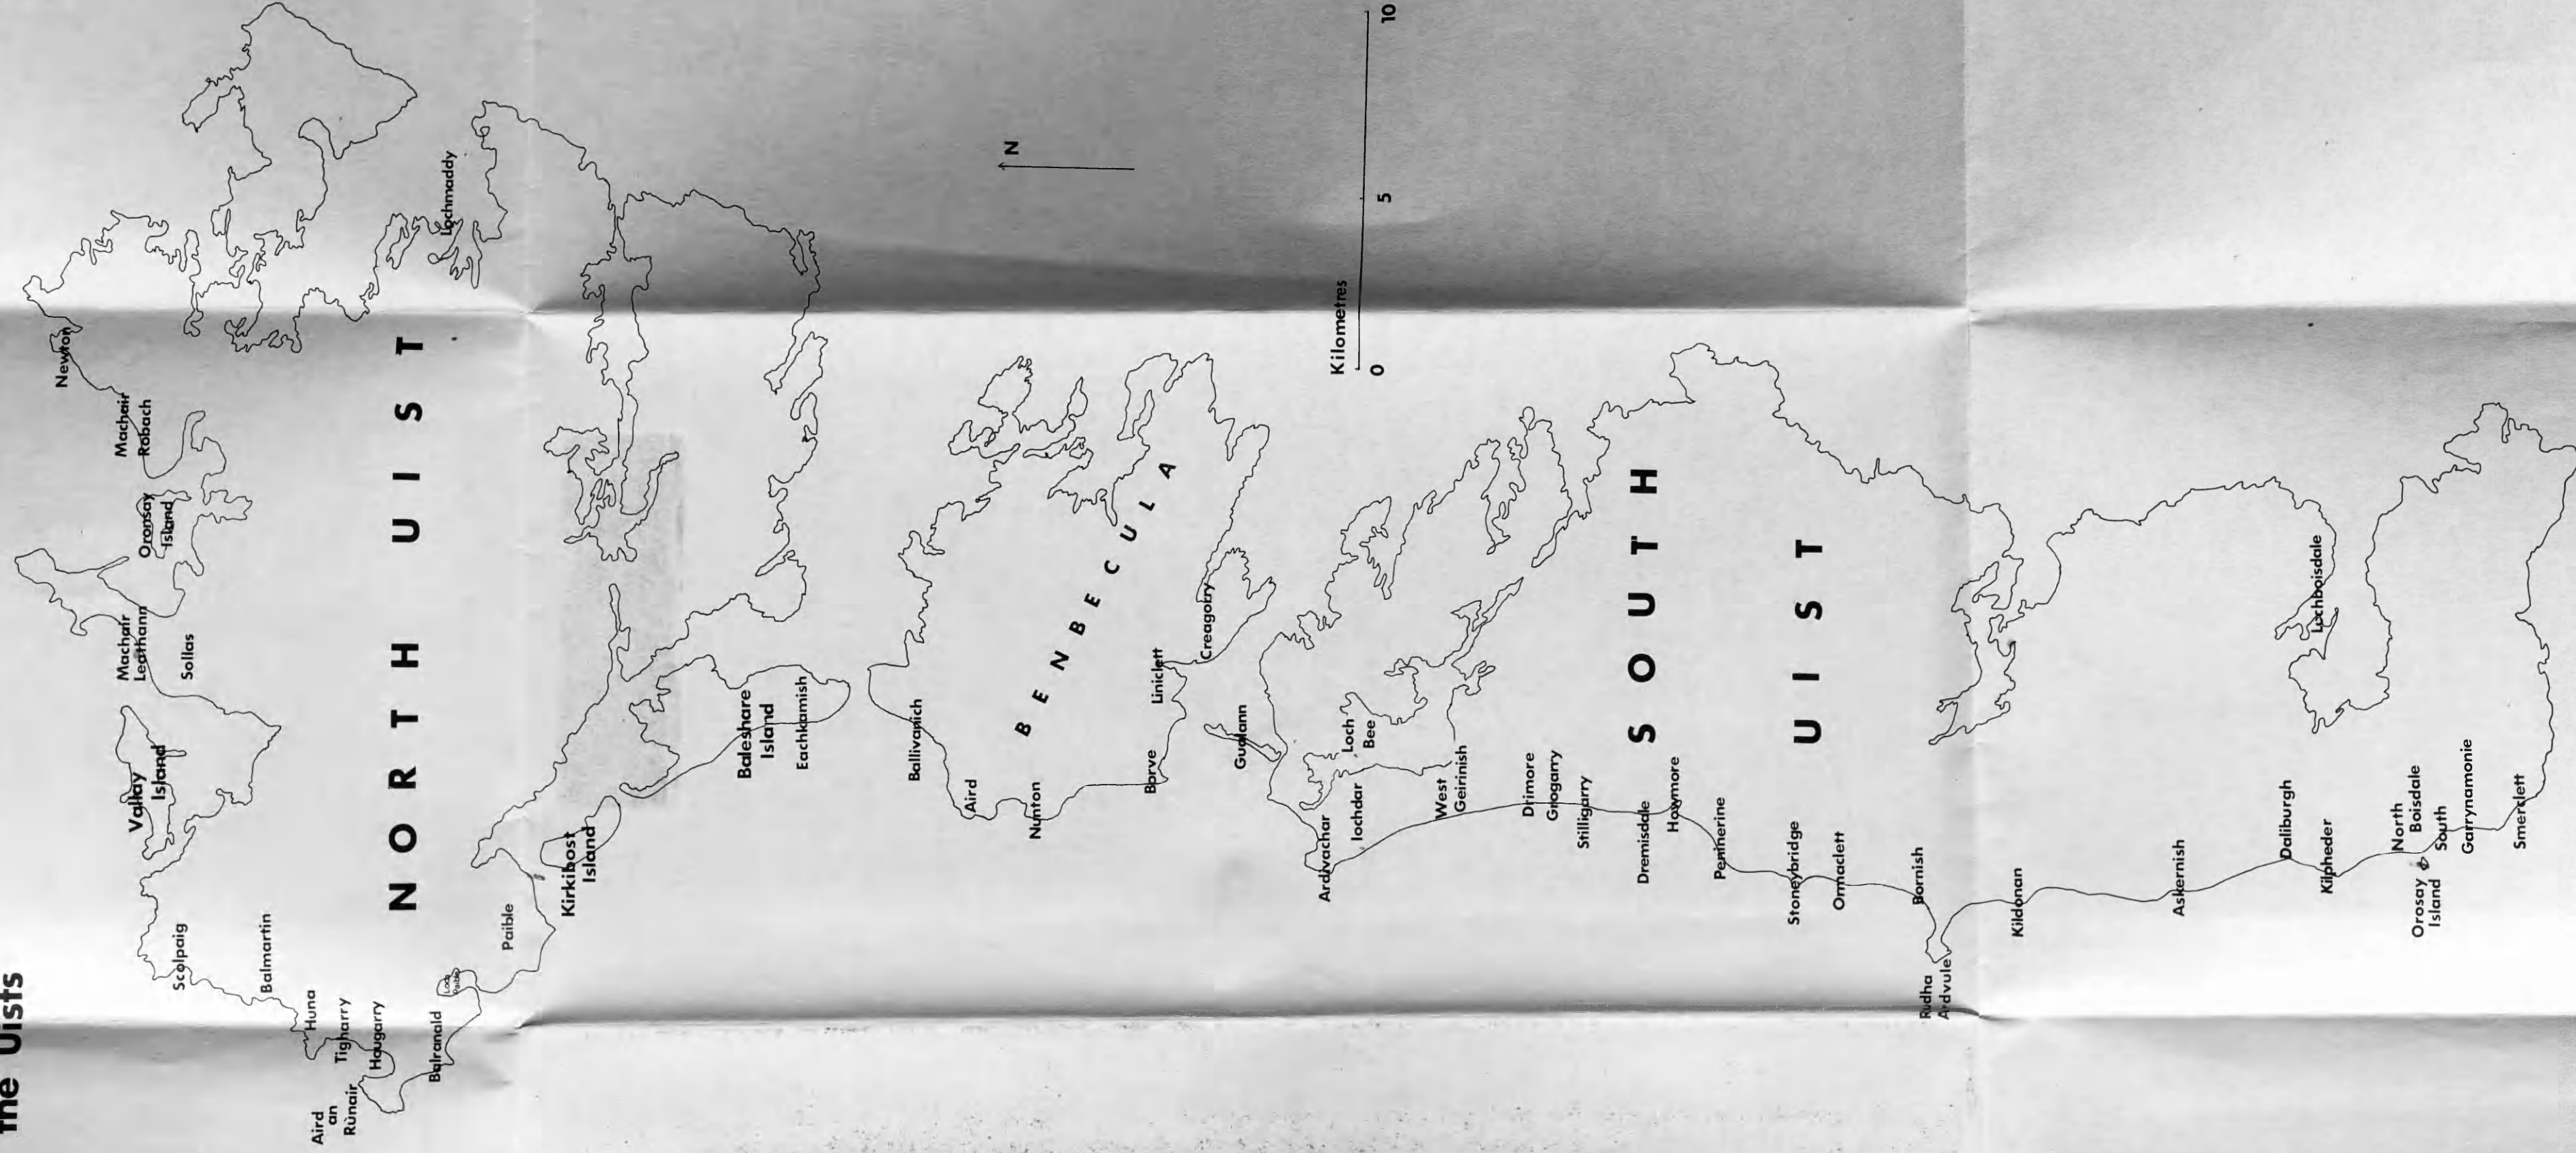 The Uists
Newton
Machair
Robach
Oronsay
Island
Machair
Leathann
Sollas
Vallay
Island
Scolpaig
Balmartin
Huna
Tigharry
Hougarry
Aird
an
Rùnair
Balranald
Loch
Paible
Paible
Lochmaddy
NORTH UIST
Kirkibost
Island
Baleshare
Island
Eachkamish
N
Ballivanich
Aird
Nunton
BENBECULA
Borve
Liniclett
Creagorry
Gualann
Kilometres
0
5
10
Ardivachar
Iochdar
Loch
Bee
West
Geirinish
Drimore
Grogarry
Stilligarry
Dremisdale
Howmore
Peninerine
SOUTH
UIST
Stoneybridge
Ormaclett
Bornish
Rudha
Ardvule
Kildonan
Askernish
Daliburgh
Lochboisdale
Kilpheder
North
Boisdale
Orosay
Island
South
Garrynamonie
Smerclett